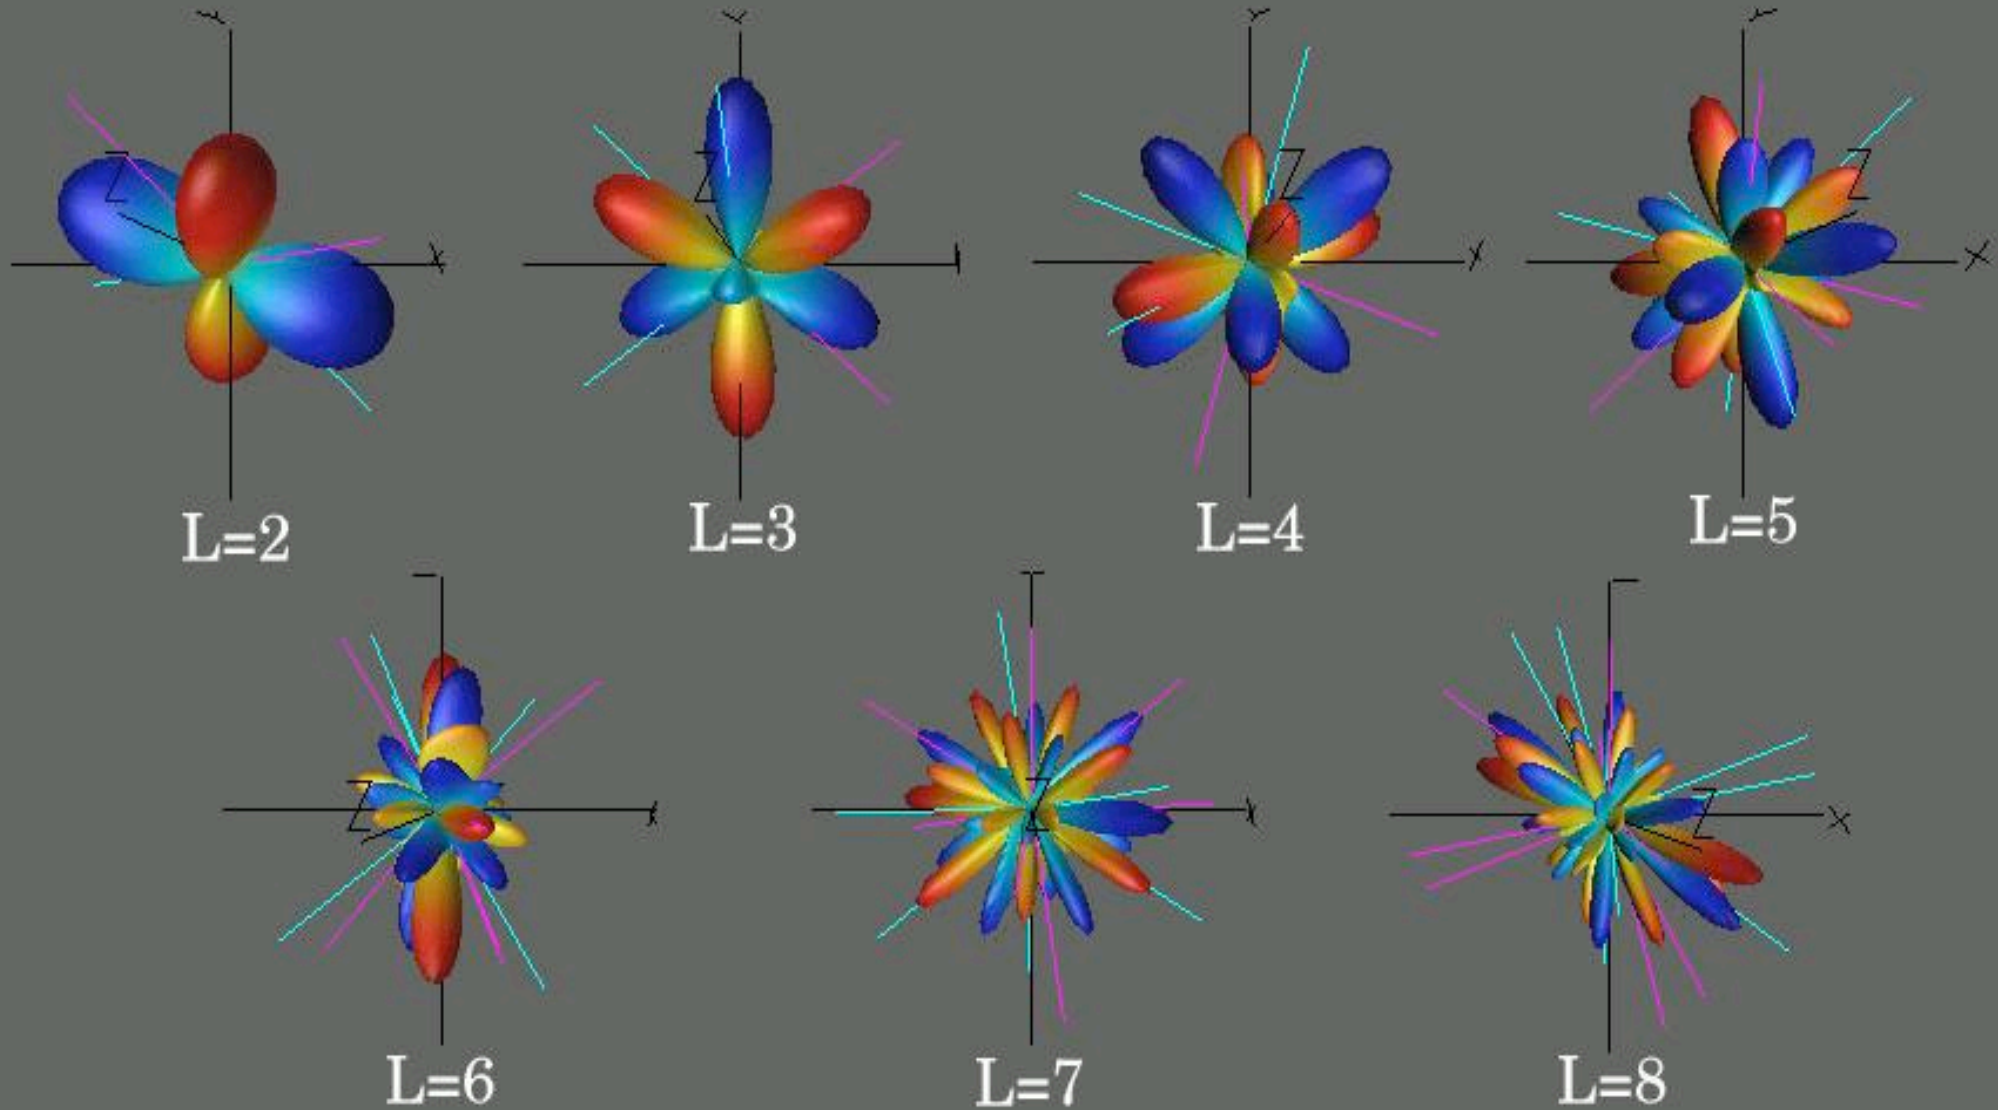 Y Y Y Y
Z Z Z Z
X X X
L=2 L=3 L=4 L=5
Z Z Z
X
L=6 L=7 L=8